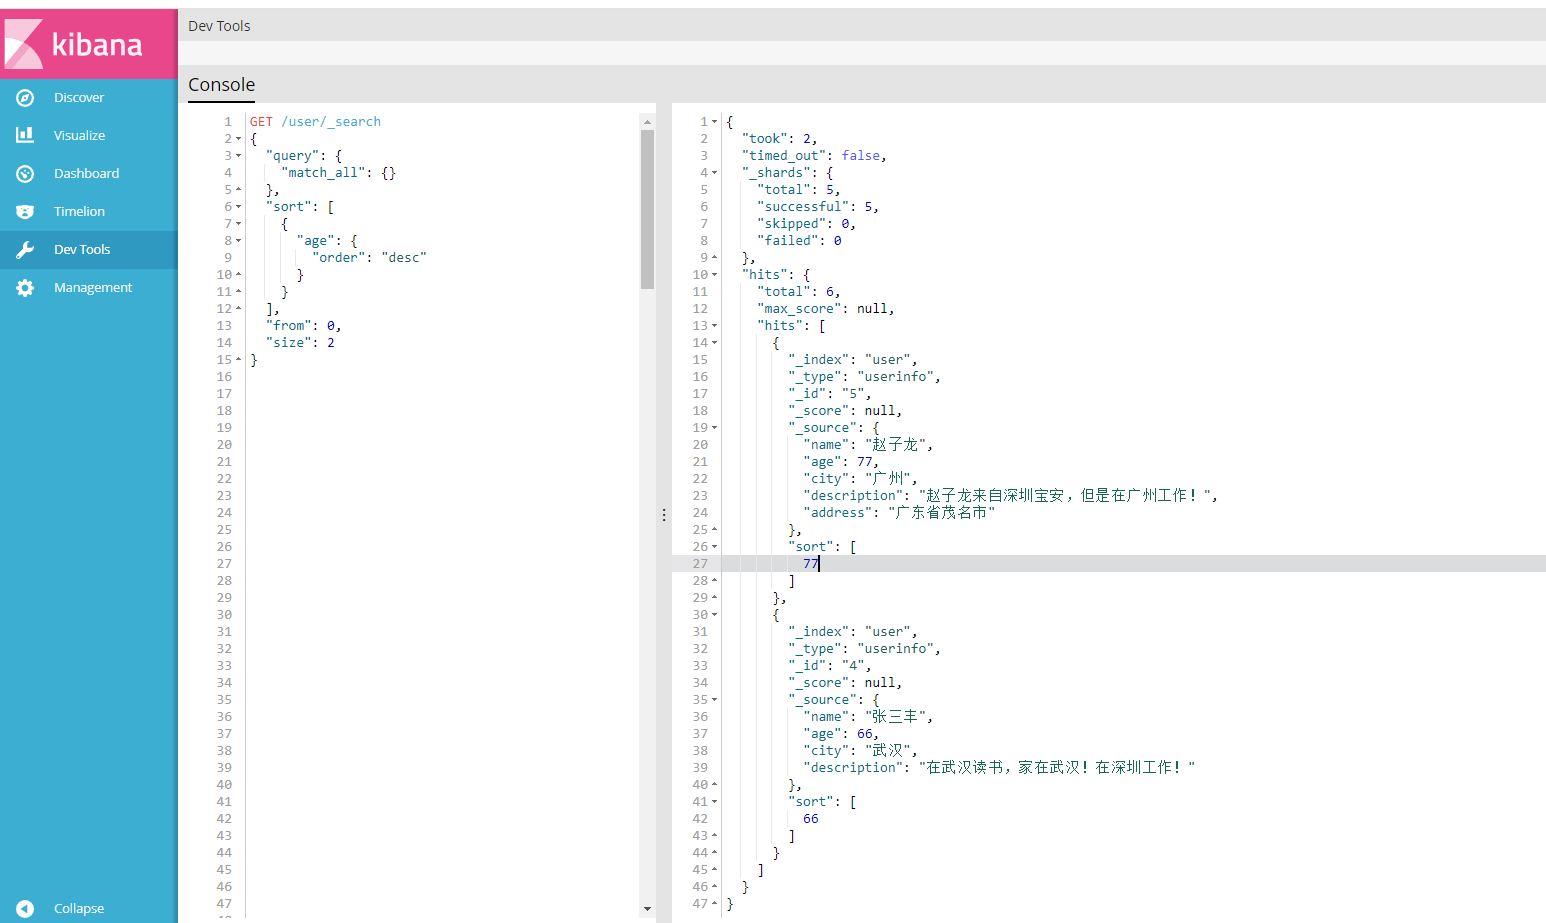 kibana
Discover
Visualize
Dashboard
Timelion
Dev Tools
Management
Collapse
Dev Tools
Console
1 GET /user/_search
2 {
3 "query": {
4 "match_all": {}
5 },
6 "sort": [
7 {
8 "age": {
9 "order": "desc"
10 }
11 }
12 ],
13 "from": 0,
14 "size": 2
15 }
16
17
18
19
20
21
22
23
24
25
26
27
28
29
30
31
32
33
34
35
36
37
38
39
40
41
42
43
44
45
46
47
1 {
2 "took": 2,
3 "timed_out": false,
4 "_shards": {
5 "total": 5,
6 "successful": 5,
7 "skipped": 0,
8 "failed": 0
9 },
10 "hits": {
11 "total": 6,
12 "max_score": null,
13 "hits": [
14 {
15 "_index": "user",
16 "_type": "userinfo",
17 "_id": "5",
18 "_score": null,
19 "_source": {
20 "name": "赵子龙",
21 "age": 77,
22 "city": "广州",
23 "description": "赵子龙来自深圳宝安，但是在广州工作！",
24 "address": "广东省茂名市"
25 },
26 "sort": [
27 77
28 ]
29 },
30 {
31 "_index": "user",
32 "_type": "userinfo",
33 "_id": "4",
34 "_score": null,
35 "_source": {
36 "name": "张三丰",
37 "age": 66,
38 "city": "武汉",
39 "description": "在武汉读书，家在武汉！在深圳工作！"
40 },
41 "sort": [
42 66
43 ]
44 }
45 ]
46 }
47 }